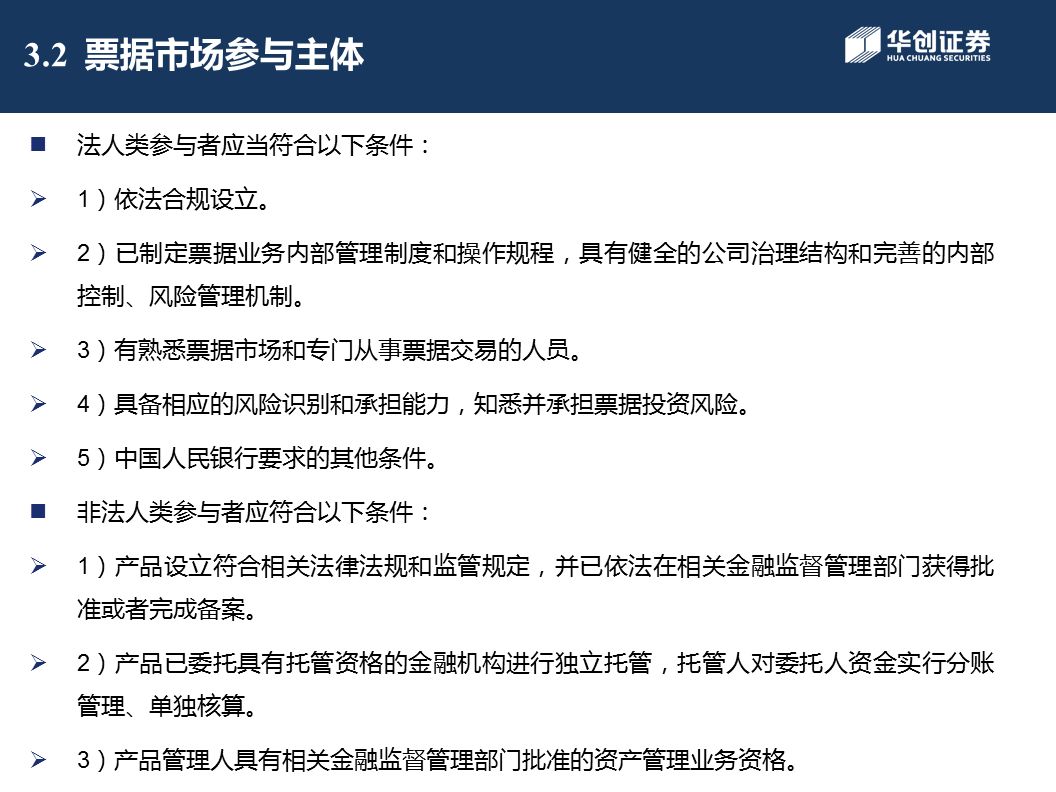 3.2 票据市场参与主体
华创证券
HUA CHUANG SECURITIES
法人类参与者应当符合以下条件：
1）依法合规设立。
2）已制定票据业务内部管理制度和操作规程，具有健全的公司治理结构和完善的内部
控制、风险管理机制。
3）有熟悉票据市场和专门从事票据交易的人员。
4）具备相应的风险识别和承担能力，知悉并承担票据投资风险。
5）中国人民银行要求的其他条件。
非法人类参与者应符合以下条件：
1）产品设立符合相关法律法规和监管规定，并已依法在相关金融监督管理部门获得批
准或者完成备案。
2）产品已委托具有托管资格的金融机构进行独立托管，托管人对委托人资金实行分账
管理、单独核算。
3）产品管理人具有相关金融监督管理部门批准的资产管理业务资格。